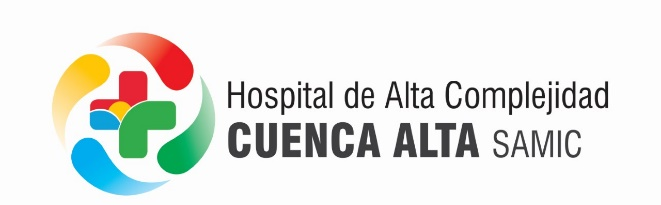 Hospital de Alta Complejidad
CUENCA ALTA SAMIC